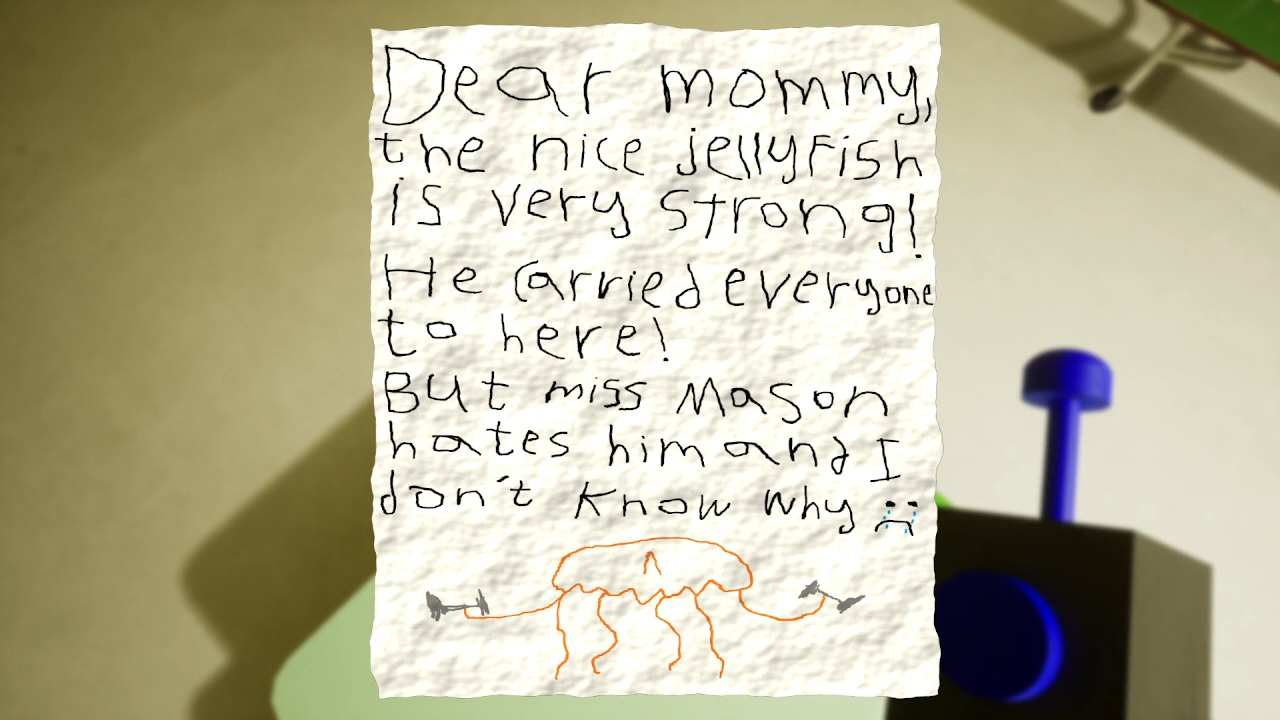 Dear mommy,
the nice jellyfish
is very strong!
He carried everyone
to here!
But miss Mason
hates him and I
don't know why